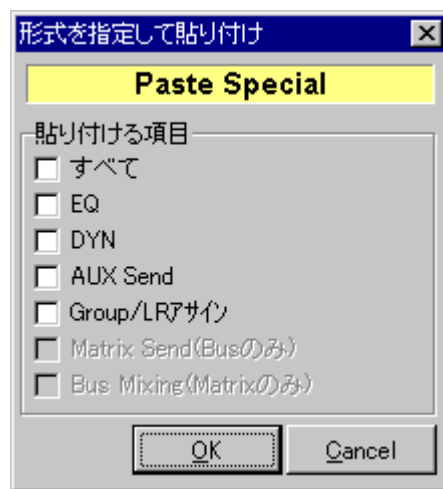 形式を指定して貼り付け
Paste Special
貼り付ける項目
すべて
EQ
DYN
AUX Send
Group/LRｱｻｲﾝ
Matrix Send(Busのみ)
Bus Mixing(Matrixのみ)
OK
Cancel